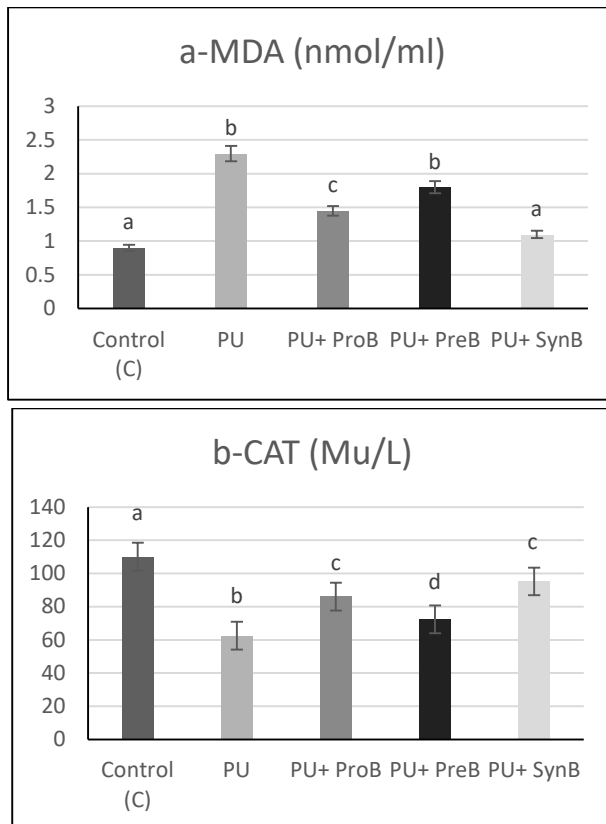 a-MDA (nmol/ml)
3
2.5
2
1.5
1
0.5
0
a
b
c
b
a
Control (C)
PU
PU+ ProB
PU+ PreB
PU+ SynB
b-CAT (Mu/L)
140
120
100
80
60
40
20
0
a
b
c
d
c
Control (C)
PU
PU+ ProB
PU+ PreB
PU+ SynB